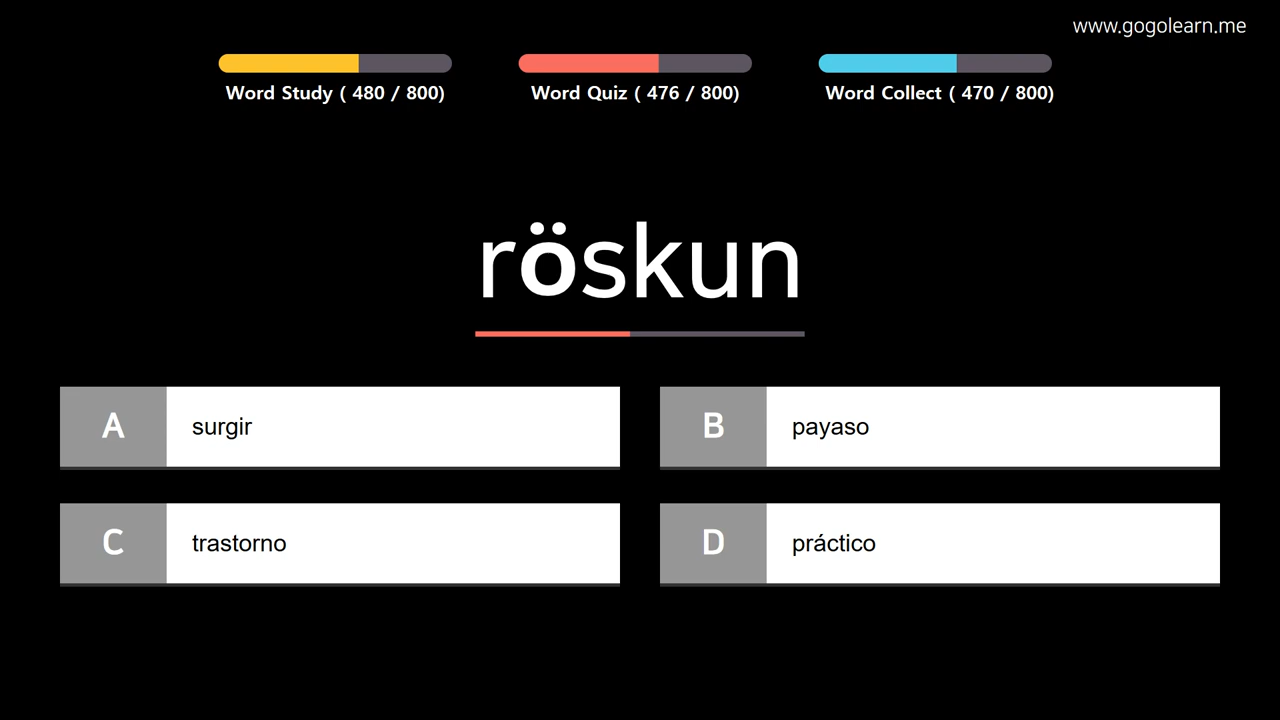 www.gogolearn.me
Word Study ( 480 / 800)
Word Quiz ( 476 / 800)
Word Collect ( 470 / 800)
röskun
A surgir
B payaso
C trastorno
D práctico